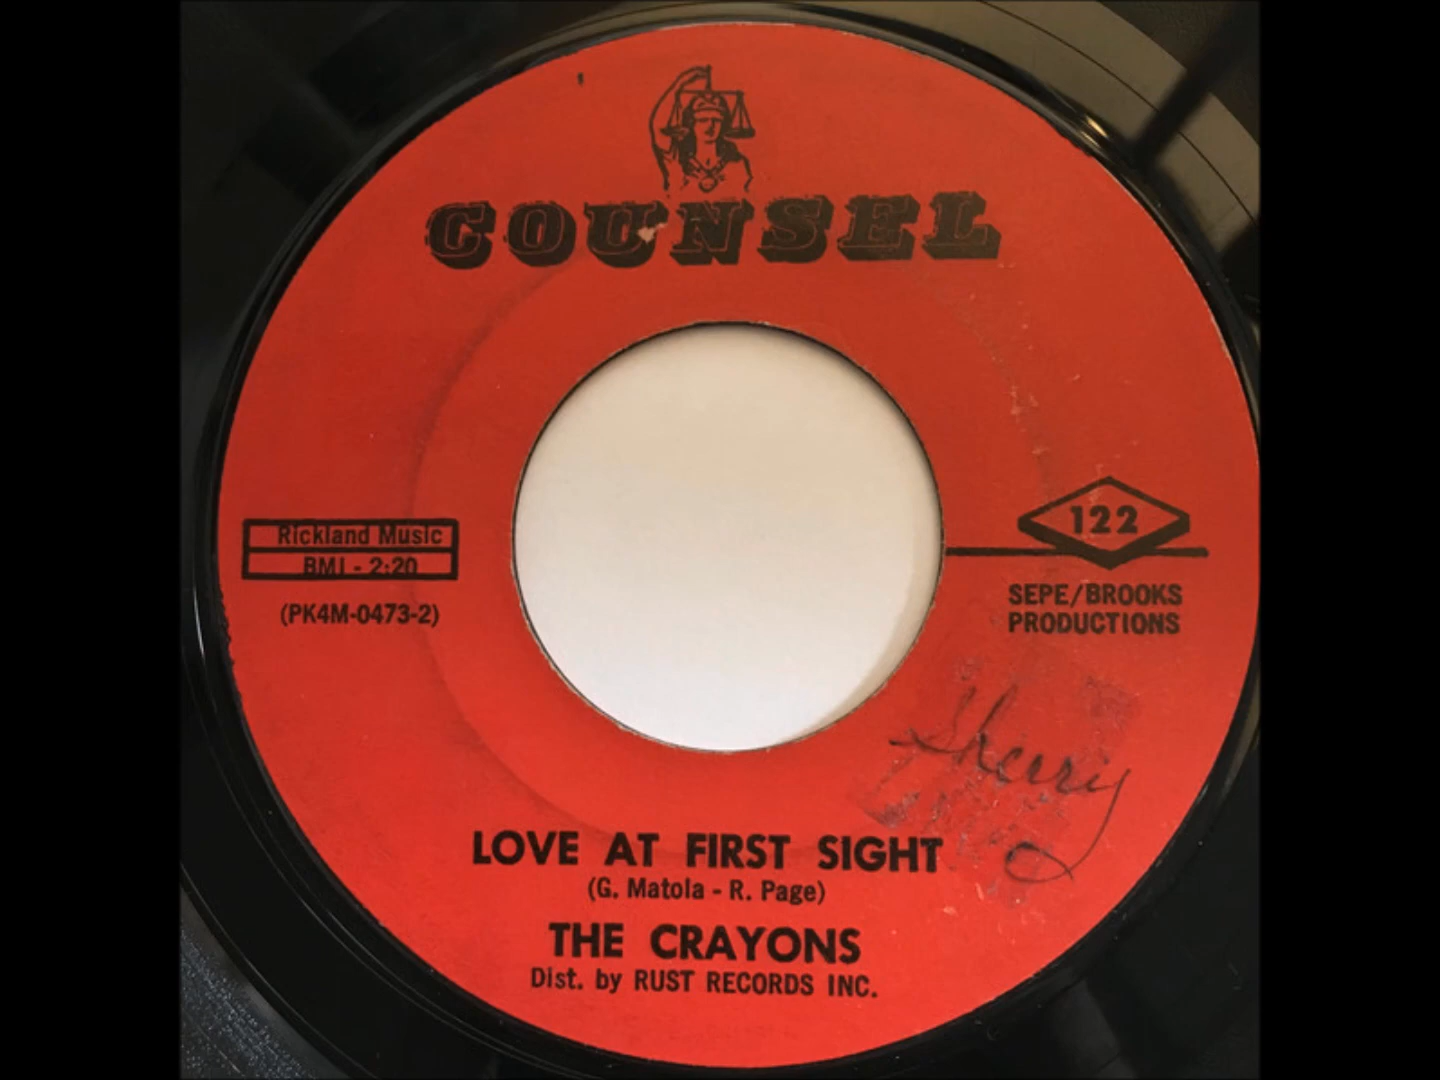 COUNSEL
Rickland Music
BMI - 2:20
(PK4M-0473-2)
122
SEPE/BROOKS
PRODUCTIONS
Sherry
LOVE AT FIRST SIGHT
(G. Matola - R. Page)
THE CRAYONS
Dist. by RUST RECORDS INC.